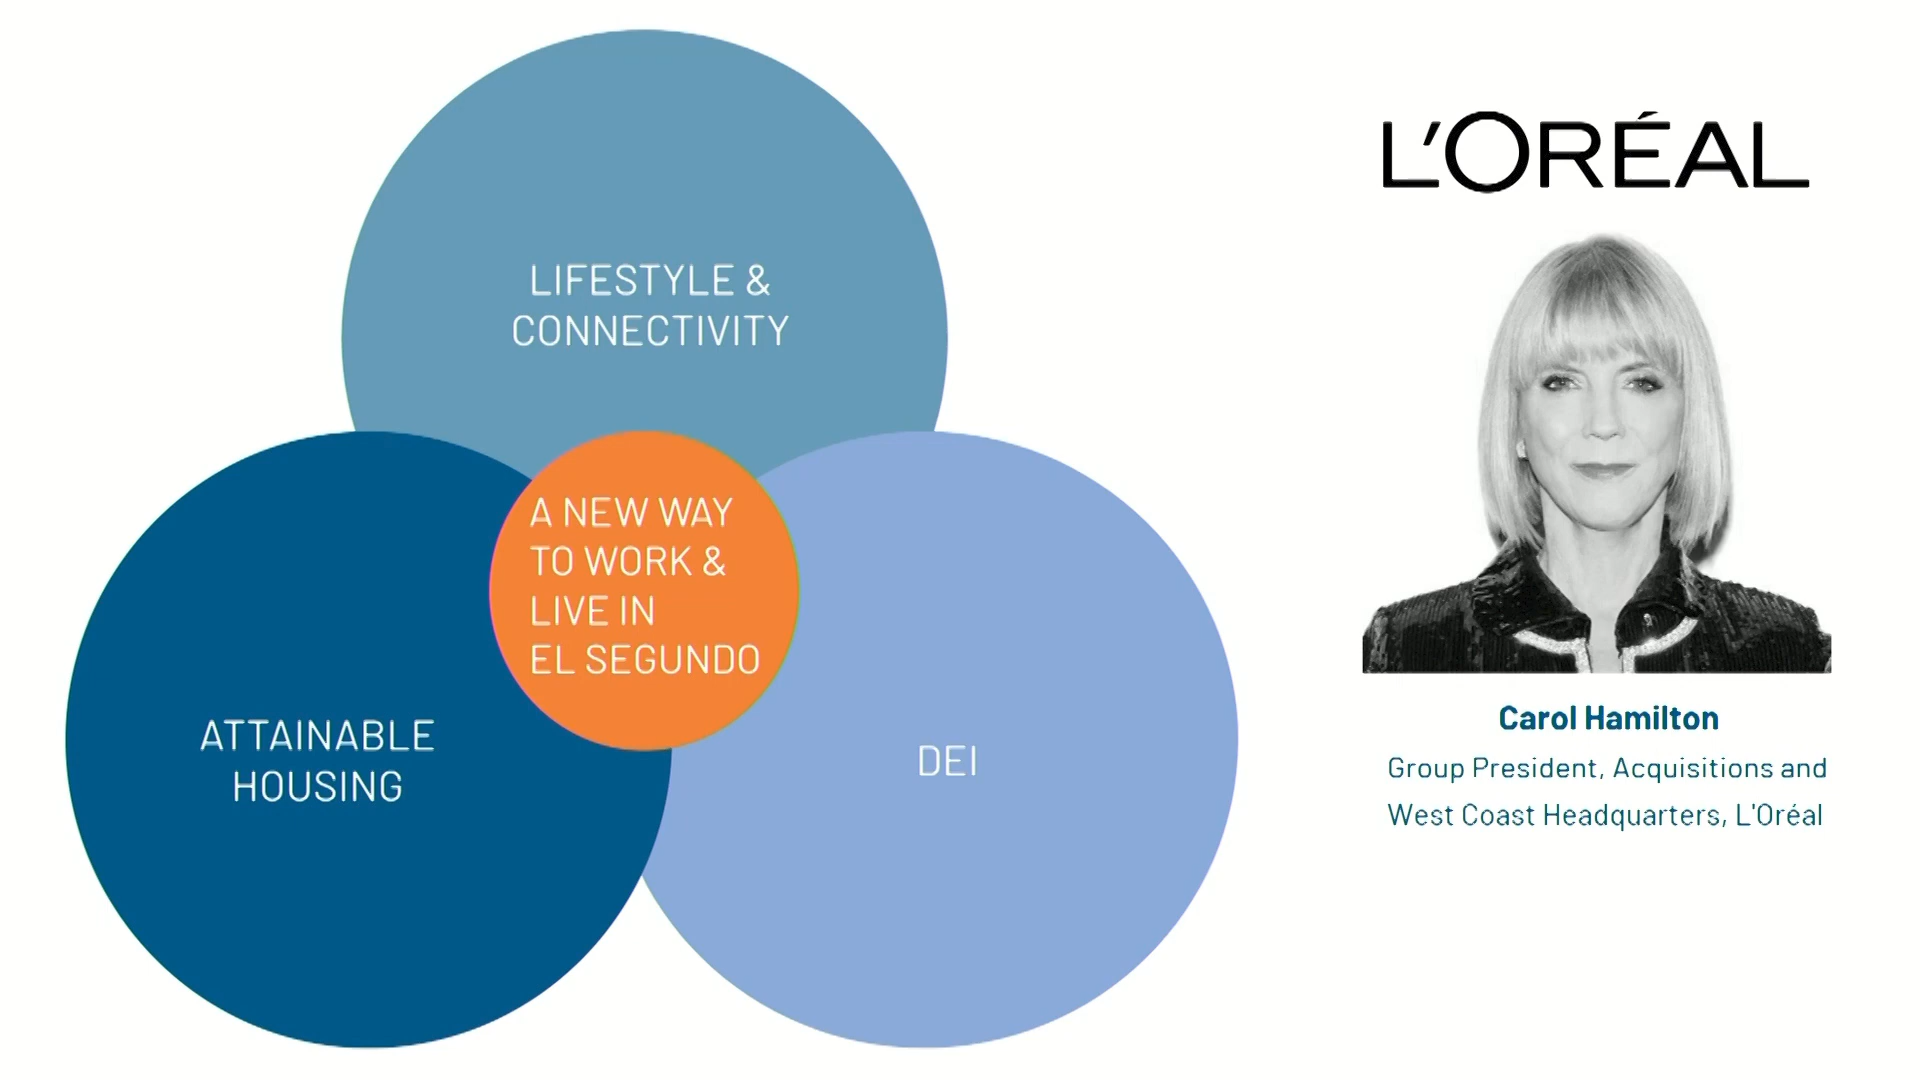 LIFESTYLE &
CONNECTIVITY
A NEW WAY
TO WORK &
LIVE IN
EL SEGUNDO
ATTAINABLE
HOUSING
DEI
L'ORÉAL
Carol Hamilton
Group President, Acquisitions and
West Coast Headquarters, L'Oréal